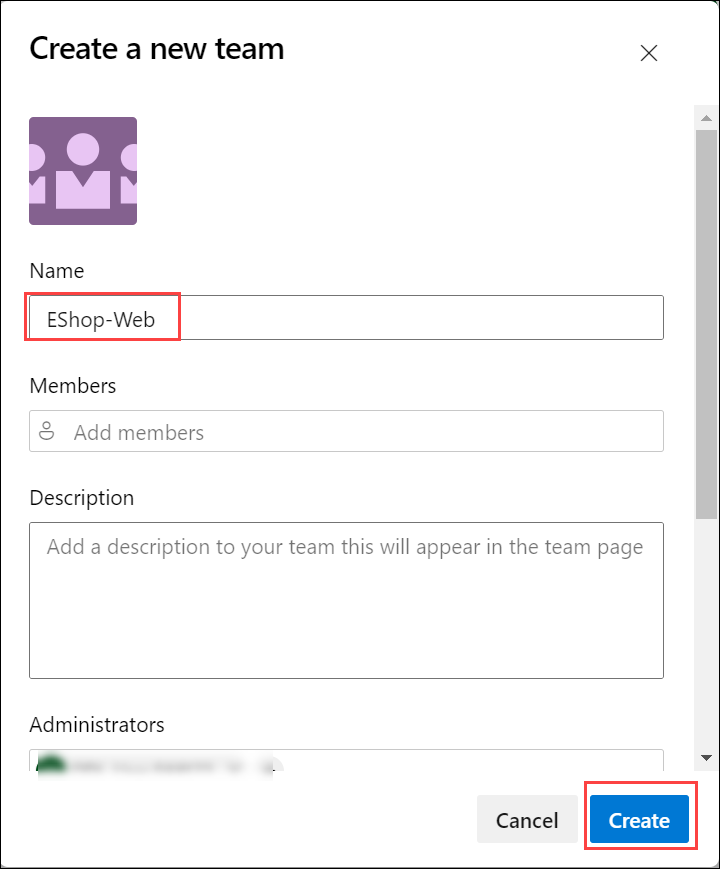 Create a new team
Name
EShop-Web
Members
Add members
Description
Add a description to your team this will appear in the team page
Administrators
Cancel
Create